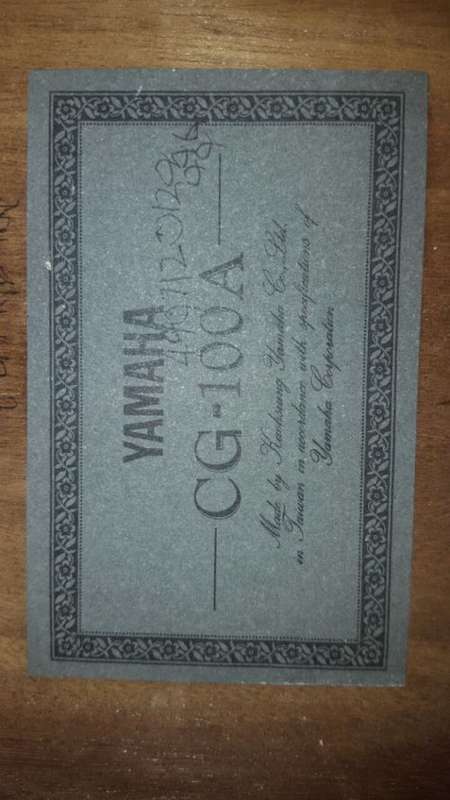 YAMAHA
CG-100A
Made by Kaohsiung Yamaha Co., Ltd.
in Taiwan in accordance with specifications of
Yamaha Corporation